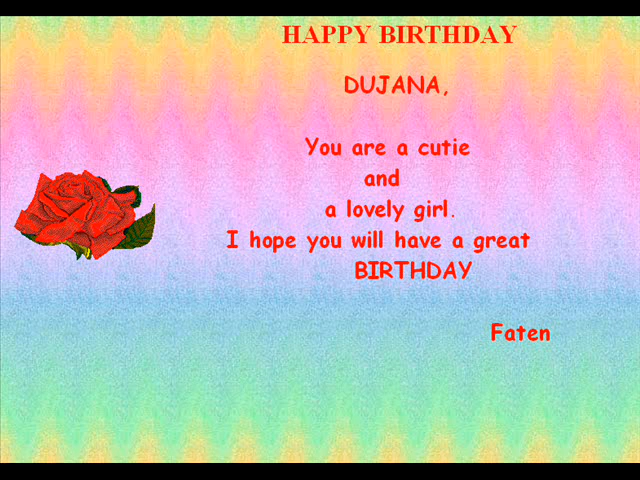 HAPPY BIRTHDAY
DUJANA,
You are a cutie
and
a lovely girl.
I hope you will have a great
BIRTHDAY
Faten